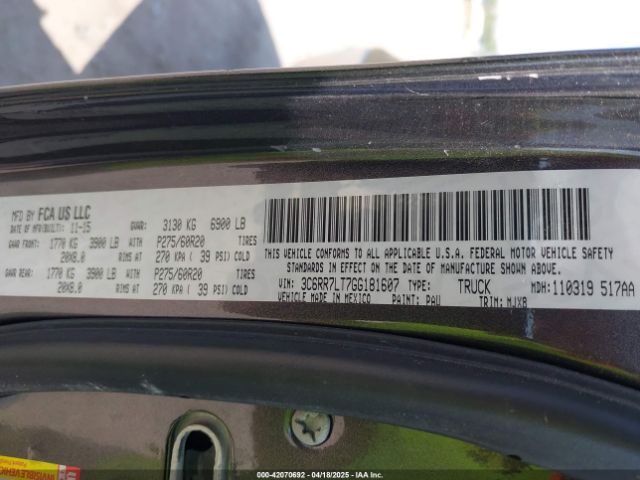 MFD BY FCA US LLC
DATE OF MFR(BUILT): 11-15 GVWR: 3130 KG 6900 LB
GAWR FRONT: 1770 KG 3900 LB WITH P275/60R20 TIRES
20X8.0 RIMS AT 270 KPA ( 39 PSI) COLD
GAWR REAR: 1770 KG 3900 LB WITH P275/60R20 TIRES
20X8.0 RIMS AT 270 KPA ( 39 PSI) COLD
THIS VEHICLE CONFORMS TO ALL APPLICABLE U.S.A. FEDERAL MOTOR VEHICLE SAFETY
STANDARDS IN EFFECT ON THE DATE OF MANUFACTURE SHOWN ABOVE.
VIN: 3C6RR7LT7GG181607 TYPE: TRUCK MDH: 110319 517AA
MADE IN MEXICO PAINT: PAU TRIM: MJX8
INVISIBLEVEHIC
000-42070692 - 04/18/2025 - IAA